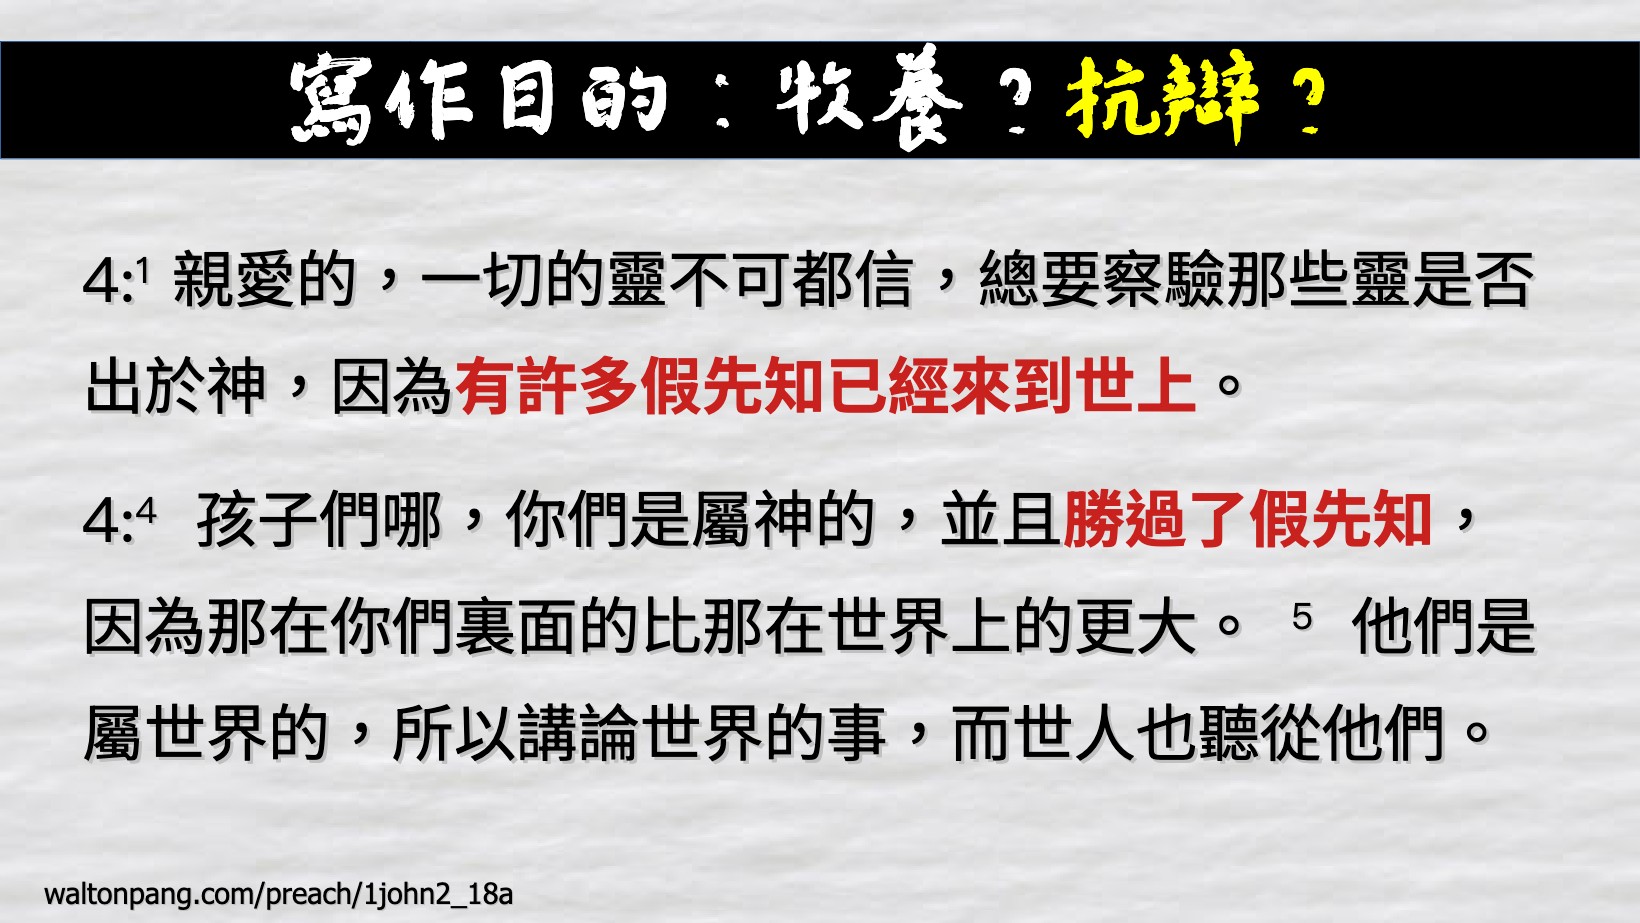 寫作目的：牧養？抗辯？
4:1 親愛的，一切的靈不可都信，總要察驗那些靈是否
出於神，因為有許多假先知已經來到世上。
4:4 孩子們哪，你們是屬神的，並且勝過了假先知，
因為那在你們裏面的比那在世界上的更大。 5 他們是
屬世界的，所以講論世界的事，而世人也聽從他們。
waltonpang.com/preach/1john2_18a